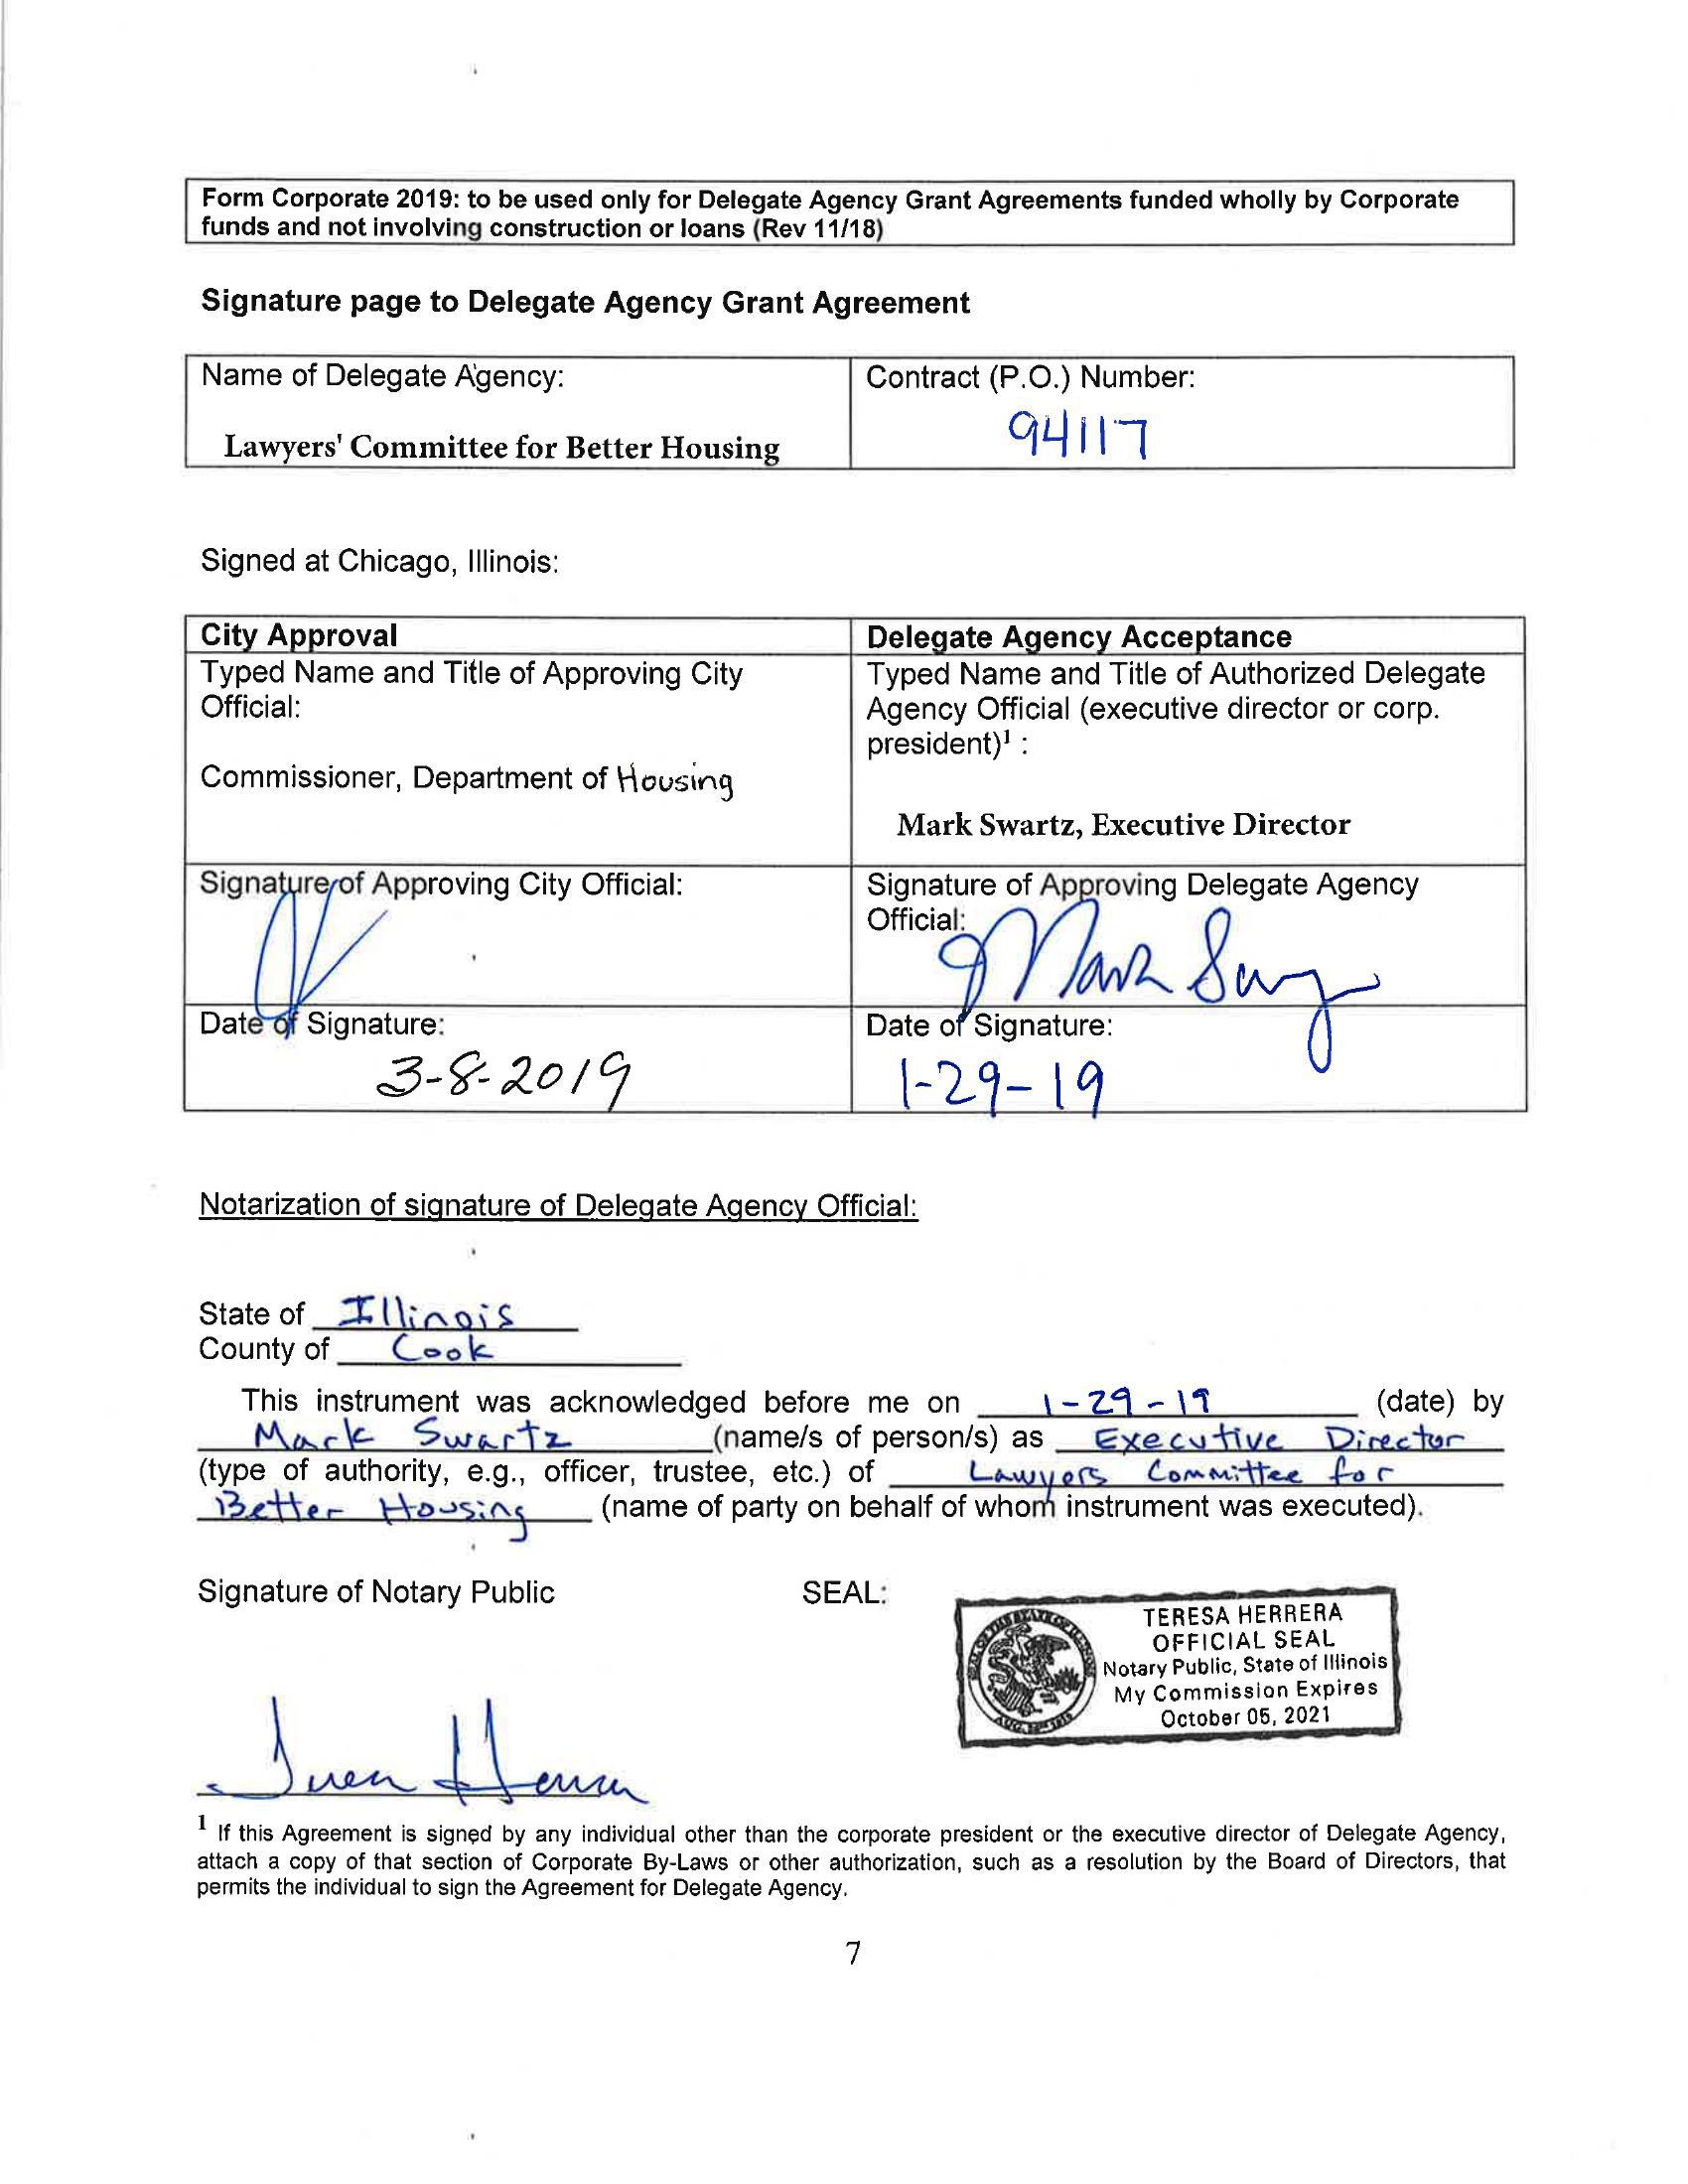 Form Corporate 2019: to be used only for Delegate Agency Grant Agreements funded wholly by Corporate
funds and not involving construction or loans (Rev 11/18)
Signature page to Delegate Agency Grant Agreement
Name of Delegate Agency:
Lawyers' Committee for Better Housing
Contract (P.O.) Number:
94117
Signed at Chicago, Illinois:
City Approval
Delegate Agency Acceptance
Typed Name and Title of Approving City
Official:
Commissioner, Department of Housing
Typed Name and Title of Authorized Delegate
Agency Official (executive director or corp.
president)¹ :
Mark Swartz, Executive Director
Signature of Approving City Official:
Signature of Approving Delegate Agency
Official:
Mark
Date of Signature:
3-8-2019
Date of Signature:
1-29-19
Notarization of signature of Delegate Agency Official:
State of Illinois
County of Cook
This instrument was acknowledged before me on 1-29-19 (date) by
Mark Swartz (name/s of person/s) as Executive Director
(type of authority, e.g., officer, trustee, etc.) of Lawyers Committee for
Better Housing (name of party on behalf of whom instrument was executed).
Signature of Notary Public
SEAL:
TERESA HERRERA
OFFICIAL SEAL
Notary Public, State of Illinois
My Commission Expires
October 05, 2021
¹ If this Agreement is signed by any individual other than the corporate president or the executive director of Delegate Agency,
attach a copy of that section of Corporate By-Laws or other authorization, such as a resolution by the Board of Directors, that
permits the individual to sign the Agreement for Delegate Agency.
7